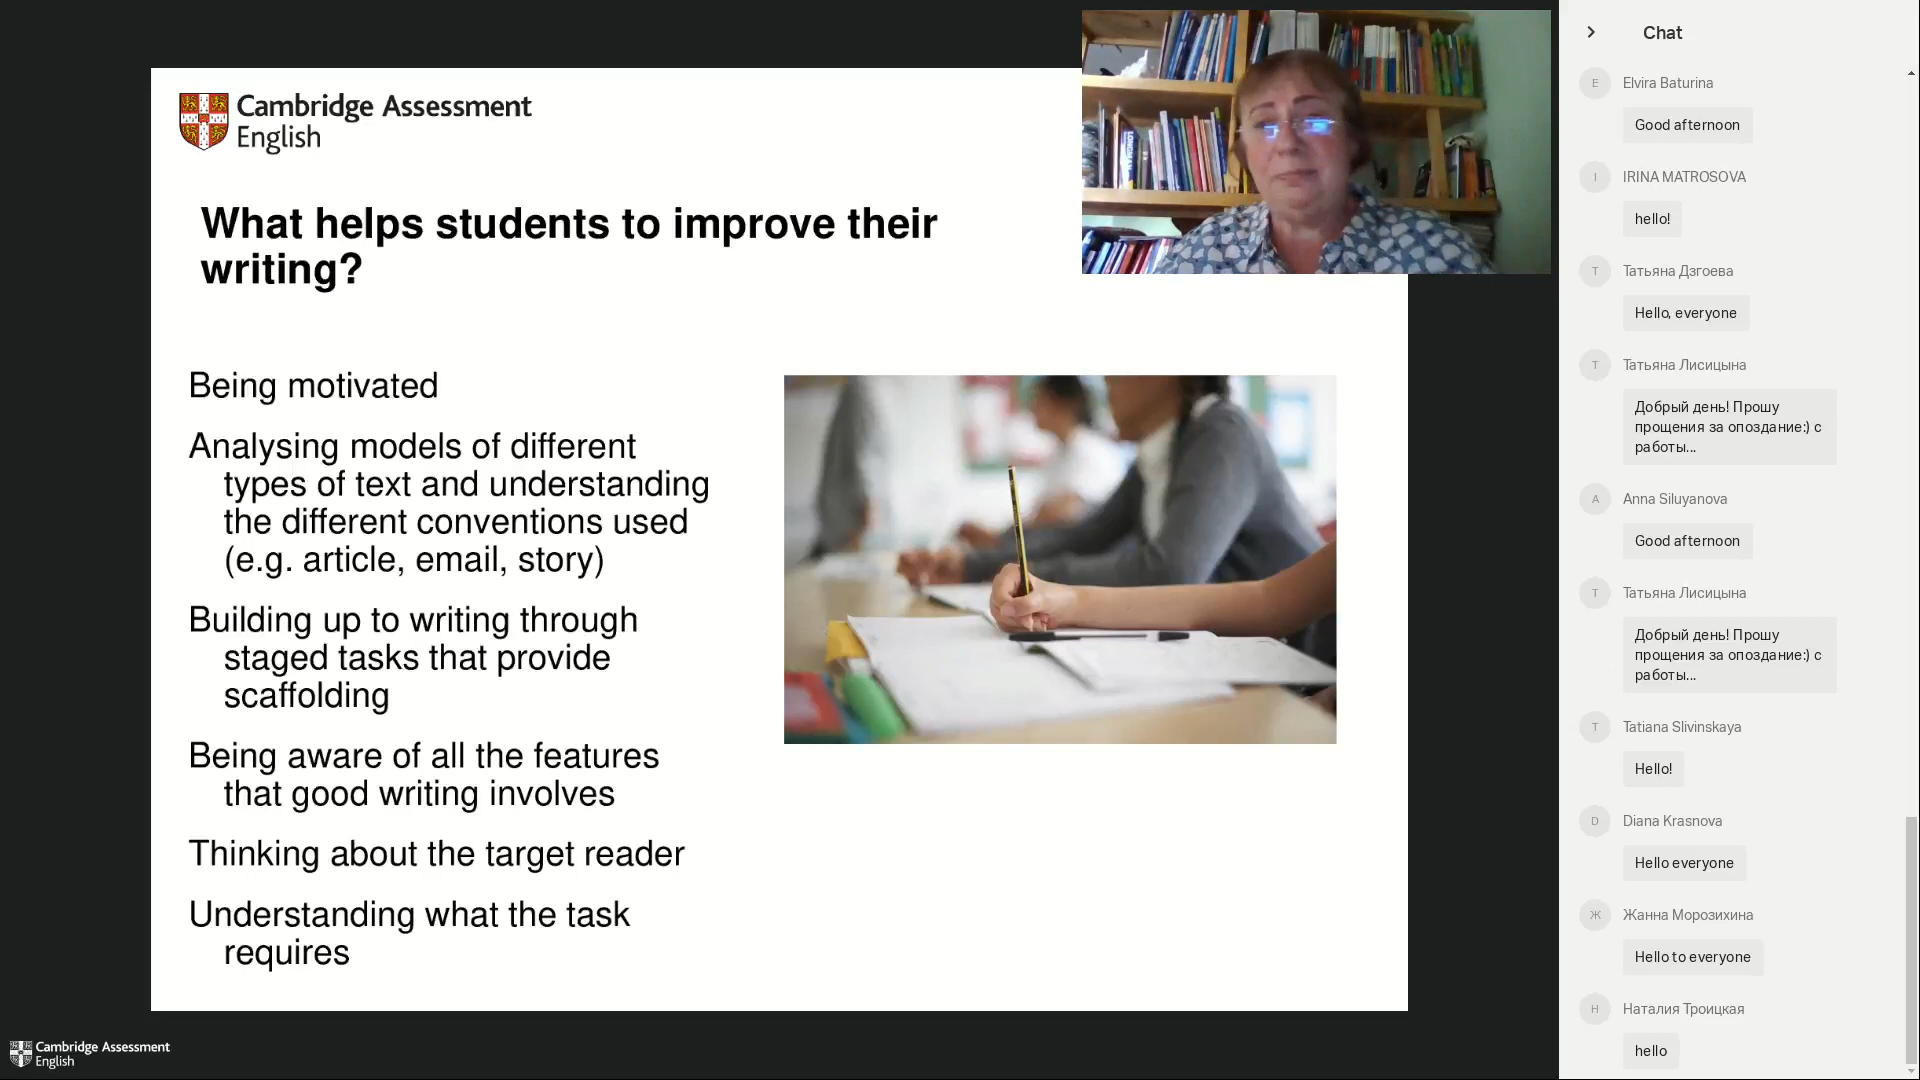 Cambridge Assessment
English
What helps students to improve their
writing?
Being motivated
Analysing models of different
types of text and understanding
the different conventions used
(e.g. article, email, story)
Building up to writing through
staged tasks that provide
scaffolding
Being aware of all the features
that good writing involves
Thinking about the target reader
Understanding what the task
requires
Cambridge Assessment
English
Chat
E
Elvira Baturina
Good afternoon
I
IRINA MATROSOVA
hello!
Т
Татьяна Дзгоева
Hello, everyone
Т
Татьяна Лисицына
Добрый день! Прошу
прощения за опоздание:) с
работы...
A
Anna Siluyanova
Good afternoon
Т
Татьяна Лисицына
Добрый день! Прошу
прощения за опоздание:) с
работы...
T
Tatiana Slivinskaya
Hello!
D
Diana Krasnova
Hello everyone
Ж
Жанна Морозихина
Hello to everyone
Н
Наталия Троицкая
hello